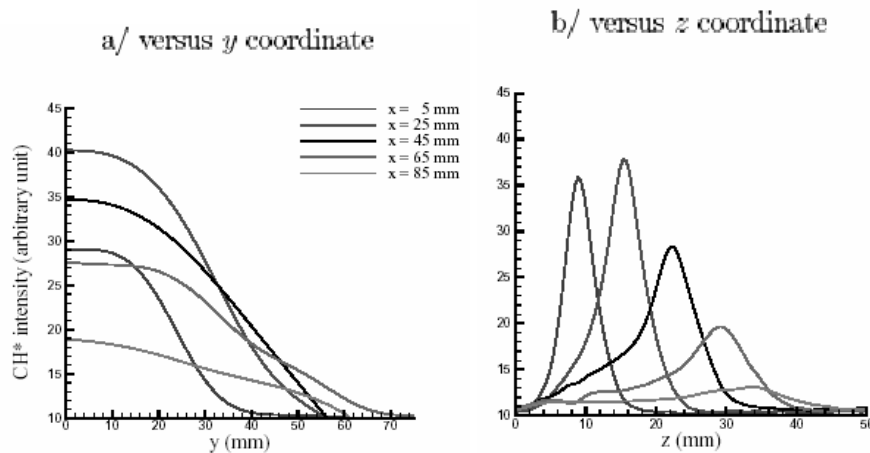 a/ versus y coordinate
b/ versus z coordinate
x = 5 mm
x = 25 mm
x = 45 mm
x = 65 mm
x = 85 mm
CH* intensity (arbitrary unit)
45
40
35
30
25
20
15
10
0 10 20 30 40 50 60 70
y (mm)
45
40
35
30
25
20
15
10
0 10 20 30 40 50
z (mm)